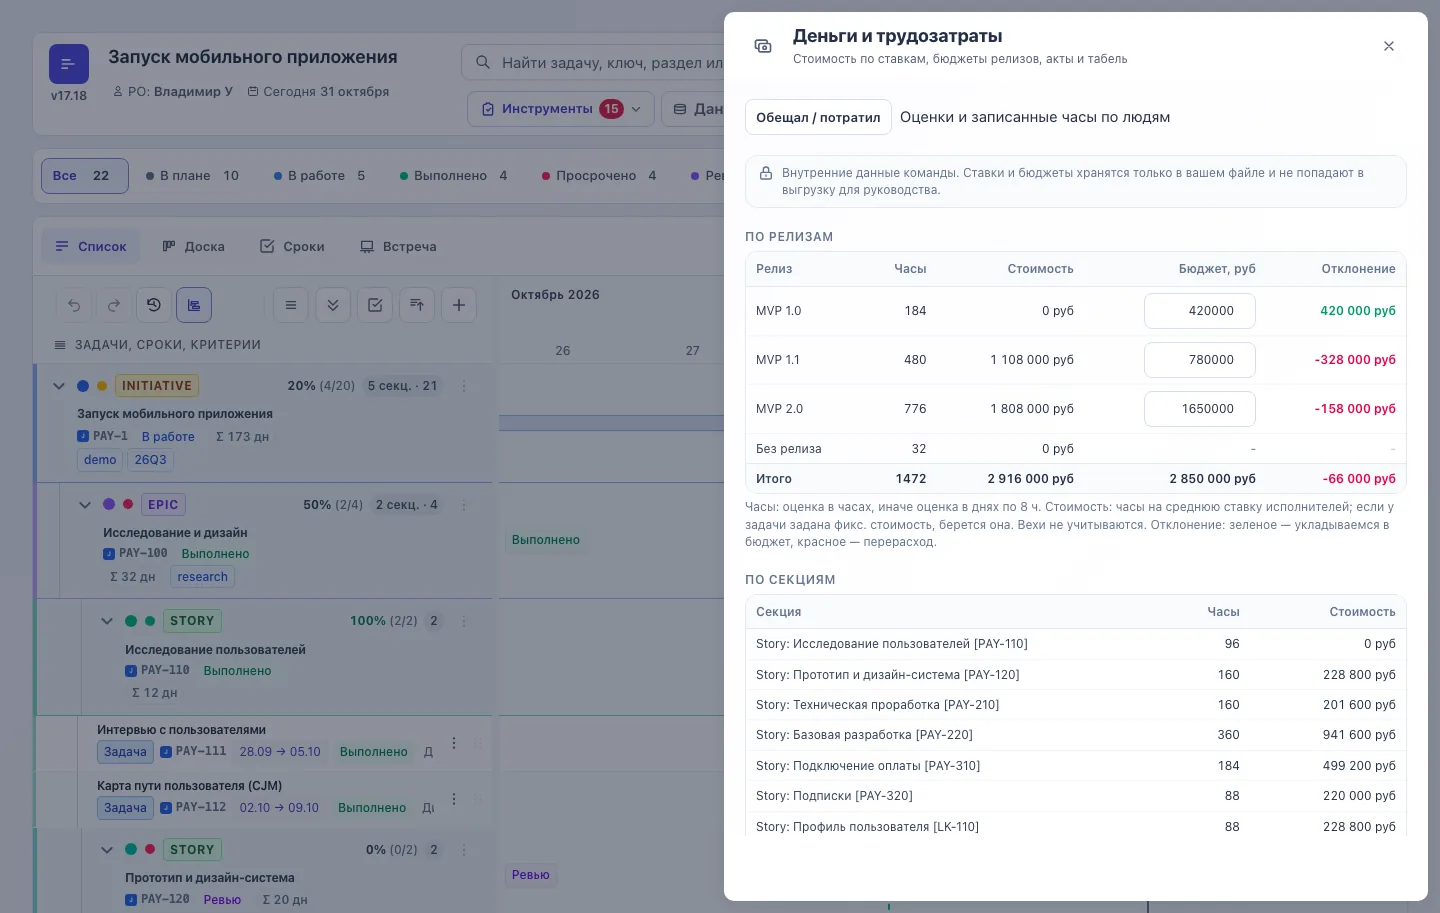 Запуск мобильного приложения
v17.18
PO: Владимир У
Сегодня 31 октября
Найти задачу, ключ, раздел ил
Инструменты 15
Дан
Все 22
В плане 10
В работе 5
Выполнено 4
Просрочено 4
Рев
Список
Доска
Сроки
Встреча
Октябрь 2026
ЗАДАЧИ, СРОКИ, КРИТЕРИИ
26
27
INITIATIVE
20% (4/20) 5 секц. · 21
Запуск мобильного приложения
PAY-1 В работе Σ 173 дн
demo 26Q3
EPIC
50% (2/4) 2 секц. · 4
Исследование и дизайн
PAY-100 Выполнено
Σ 32 дн research
Выполнено
STORY
100% (2/2) 2
Исследование пользователей
PAY-110 Выполнено
Σ 12 дн
Интервью с пользователями
Задача PAY-111 28.09 → 05.10 Выполнено Д
Карта пути пользователя (CJM)
Задача PAY-112 02.10 → 09.10 Выполнено
STORY
0% (0/2) 2
Прототип и дизайн-система
PAY-120 Ревью Σ 20 дн
Ревью
Деньги и трудозатраты
Стоимость по ставкам, бюджеты релизов, акты и табель
Обещал / потратил Оценки и записанные часы по людям
Внутренние данные команды. Ставки и бюджеты хранятся только в вашем файле и не попадают в
выгрузку для руководства.
ПО РЕЛИЗАМ
Релиз Часы Стоимость Бюджет, руб Отклонение
MVP 1.0 184 0 руб 420000 420 000 руб
MVP 1.1 480 1 108 000 руб 780000 -328 000 руб
MVP 2.0 776 1 808 000 руб 1650000 -158 000 руб
Без релиза 32 0 руб - -
Итого 1472 2 916 000 руб 2 850 000 руб -66 000 руб
Часы: оценка в часах, иначе оценка в днях по 8 ч. Стоимость: часы на среднюю ставку исполнителей; если у
задачи задана фикс. стоимость, берется она. Вехи не учитываются. Отклонение: зеленое — укладываемся в
бюджет, красное — перерасход.
ПО СЕКЦИЯМ
Секция Часы Стоимость
Story: Исследование пользователей [PAY-110] 96 0 руб
Story: Прототип и дизайн-система [PAY-120] 160 228 800 руб
Story: Техническая проработка [PAY-210] 160 201 600 руб
Story: Базовая разработка [PAY-220] 360 941 600 руб
Story: Подключение оплаты [PAY-310] 184 499 200 руб
Story: Подписки [PAY-320] 88 220 000 руб
Story: Профиль пользователя [LK-110] 88 228 800 руб